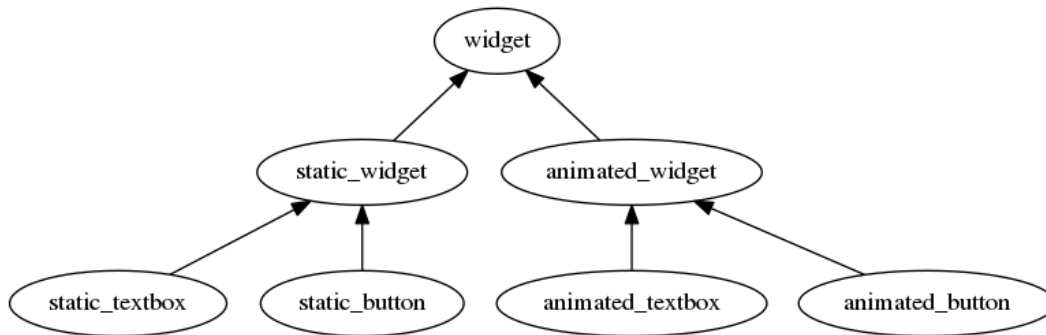 widget
static_widget
animated_widget
static_textbox
static_button
animated_textbox
animated_button